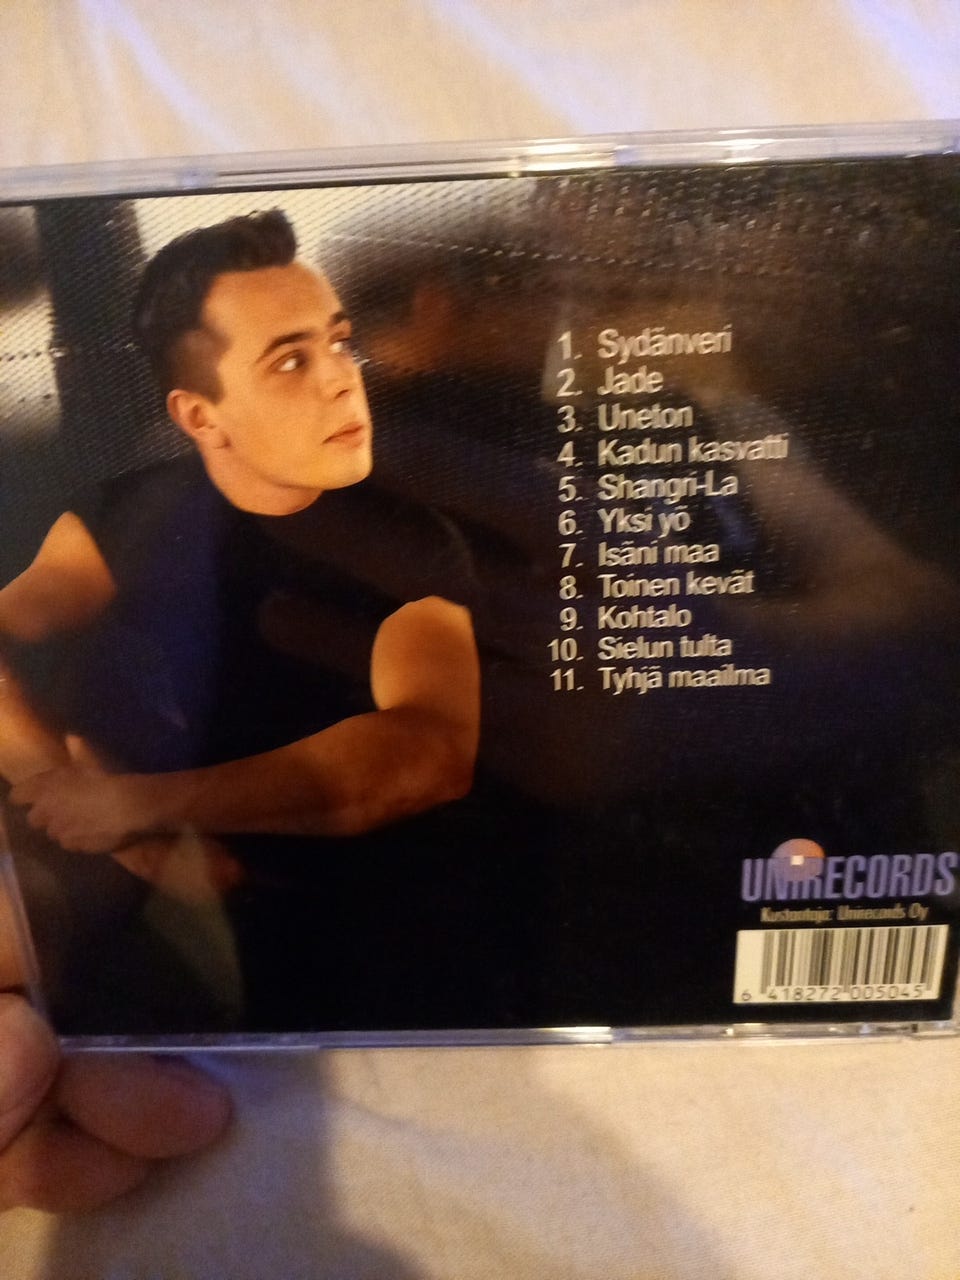 1. Sydänveri
2. Jade
3. Uneton
4. Kadun kasvatti
5. Shangri-La
6. Yksi yö
7. Isäni maa
8. Toinen kevät
9. Kohtalo
10. Sielun tulta
11. Tyhjä maailma
UNIRECORDS
Kustantaja: Unirecords Oy
6 418272 005045